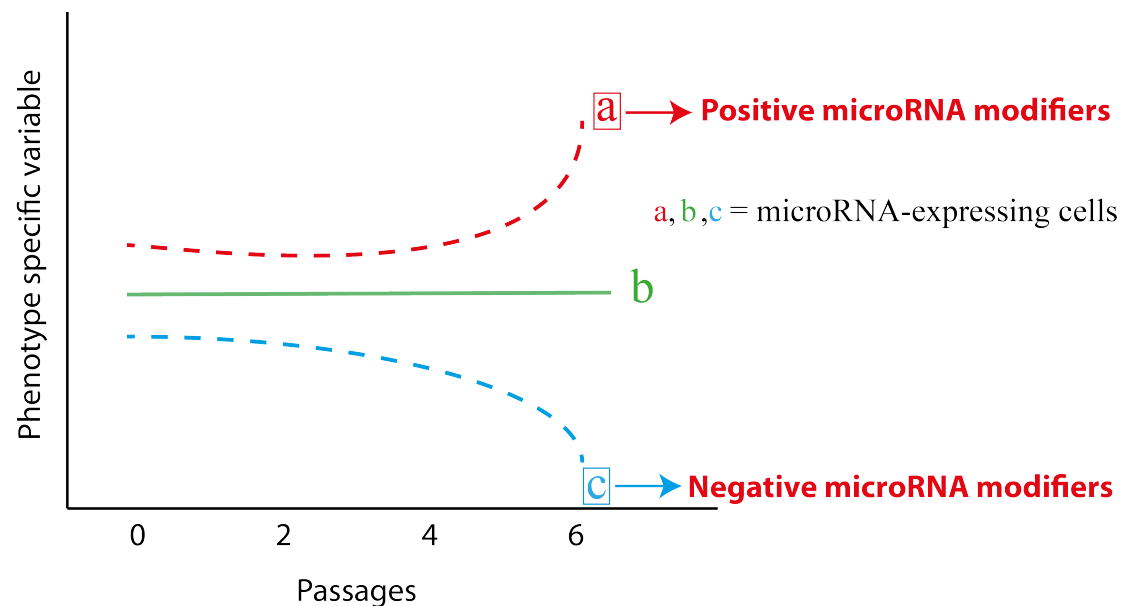 Phenotype specific variable
a
Positive microRNA modifiers
a, b ,c = microRNA-expressing cells
b
c
Negative microRNA modifiers
0 2 4 6
Passages